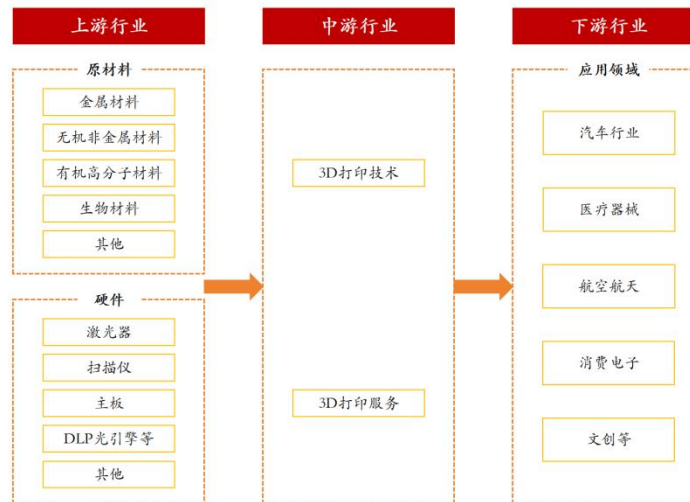 上游行业
中游行业
下游行业
原材料
金属材料
无机非金属材料
有机高分子材料
生物材料
其他
硬件
激光器
扫描仪
主板
DLP光引擎等
其他
3D打印技术
3D打印服务
应用领域
汽车行业
医疗器械
航空航天
消费电子
文创等